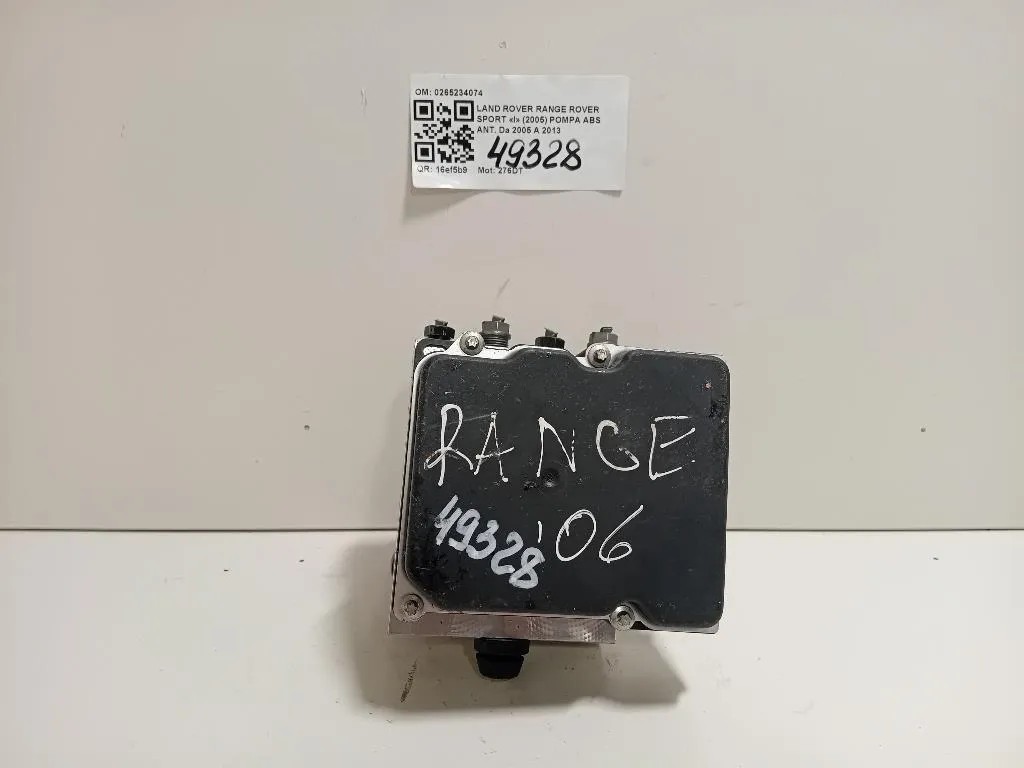 OM: 0265234074
LAND ROVER RANGE ROVER
SPORT «I» (2005) POMPA ABS
ANT. Da 2005 A 2013
49328
QR: 16ef5b9 Mot: 276DT
RANGE
'06
49328